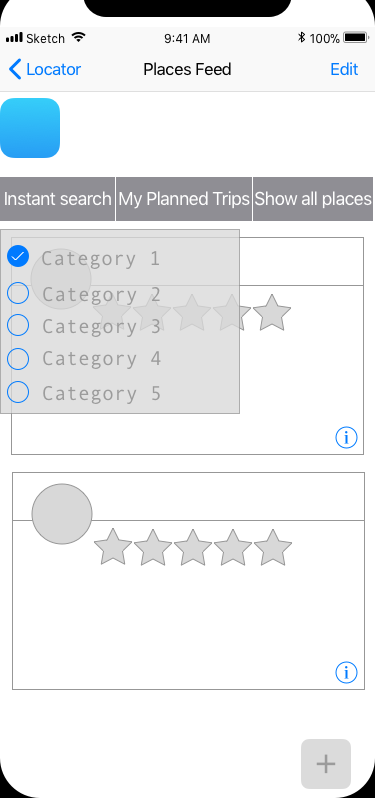 Sketch 9:41 AM 100%
Locator Places Feed Edit
Instant search My Planned Trips Show all places
Category 1
Category 2
Category 3
Category 4
Category 5